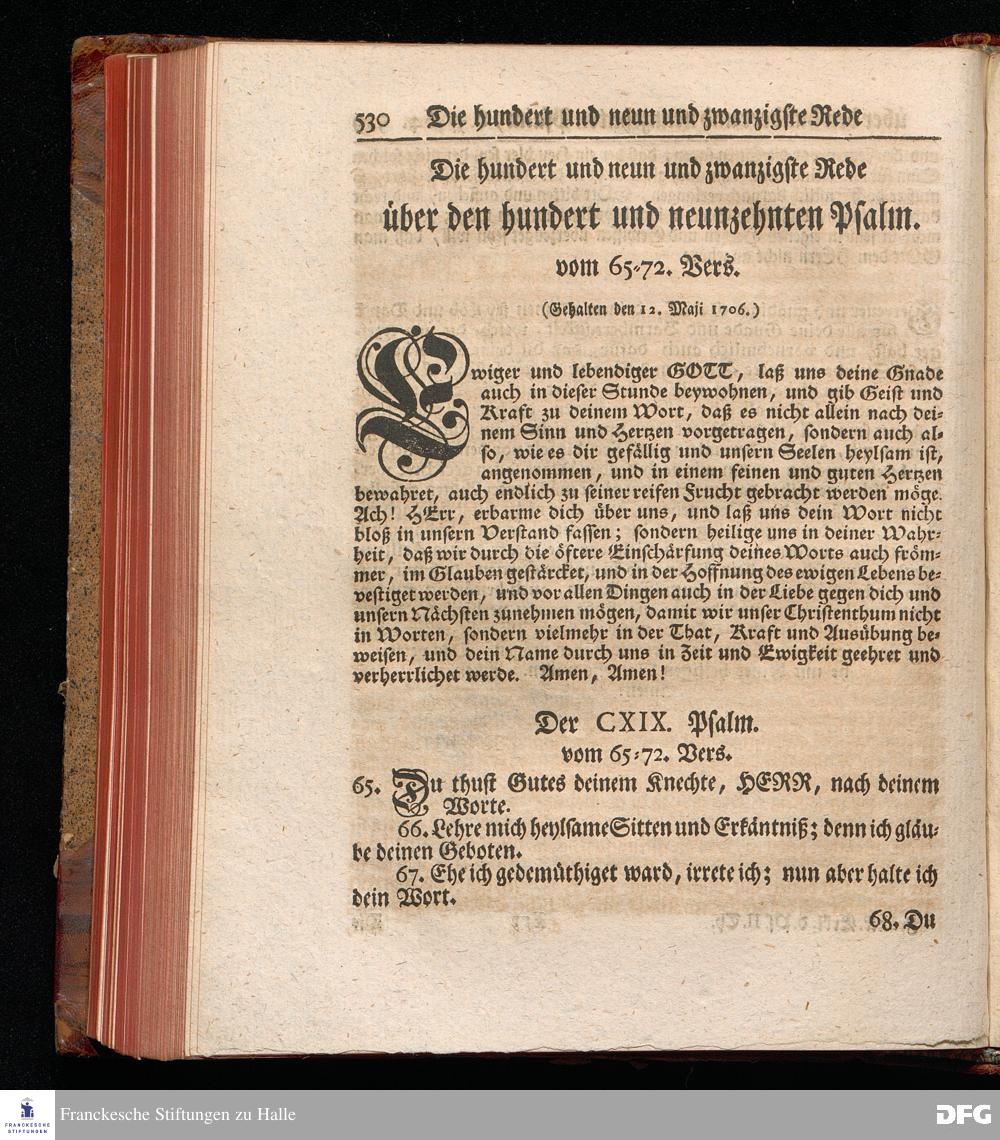 530 Die hundert und neun und zwanzigste Rede
Die hundert und neun und zwanzigste Rede
über den hundert und neunzehnten Psalm.
vom 65-72. Vers.
(Gehalten den 12. Maji 1706.)
Ewiger und lebendiger GOTT, laß uns deine Gnade
auch in dieser Stunde beywohnen, und gib Geist und
Kraft zu deinem Wort, daß es nicht allein nach dei-
nem Sinn und Hertzen vorgetragen, sondern auch al-
so, wie es dir gefällig und unsern Seelen heylsam ist,
angenommen, und in einem feinen und guten Hertzen
bewahret, auch endlich zu seiner reifen Frucht gebracht werden möge.
Ach! HErr, erbarme dich über uns, und laß uns dein Wort nicht
bloß in unsern Verstand fassen; sondern heilige uns in deiner Wahr-
heit, daß wir durch die öftere Einschärfung deines Worts auch fröm-
mer, im Glauben gestärcket, und in der Hoffnung des ewigen Lebens be-
vestiget werden, und vor allen Dingen auch in der Liebe gegen dich und
unsern Nächsten zunehmen mögen, damit wir unser Christenthum nicht
in Worten, sondern vielmehr in der That, Kraft und Ausübung be-
weisen, und dein Name durch uns in Zeit und Ewigkeit geehret und
verherrlichet werde. Amen, Amen!
Der CXIX. Psalm.
vom 65-72. Vers.
65. Du thust Gutes deinem Knechte, HERR, nach deinem
Worte.
66. Lehre mich heylsame Sitten und Erkäntniß; denn ich gläu-
be deinen Geboten.
67. Ehe ich gedemüthiget ward, irrete ich; nun aber halte ich
dein Wort.
68. Du
FRANCKESCHE
STIFTUNGEN
Franckesche Stiftungen zu Halle
DFG